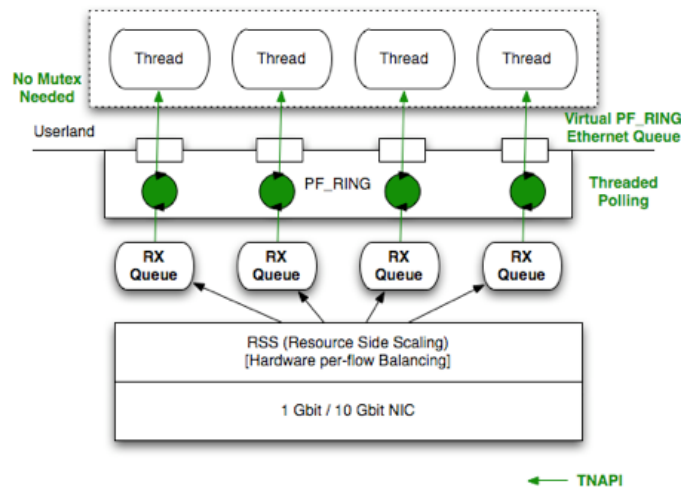 Thread Thread Thread Thread
No Mutex
Needed
Userland
Virtual PF_RING
Ethernet Queue
PF_RING
Threaded
Polling
RX RX RX RX
Queue Queue Queue Queue
RSS (Resource Side Scaling)
[Hardware per-flow Balancing]
1 Gbit / 10 Gbit NIC
TNAPI